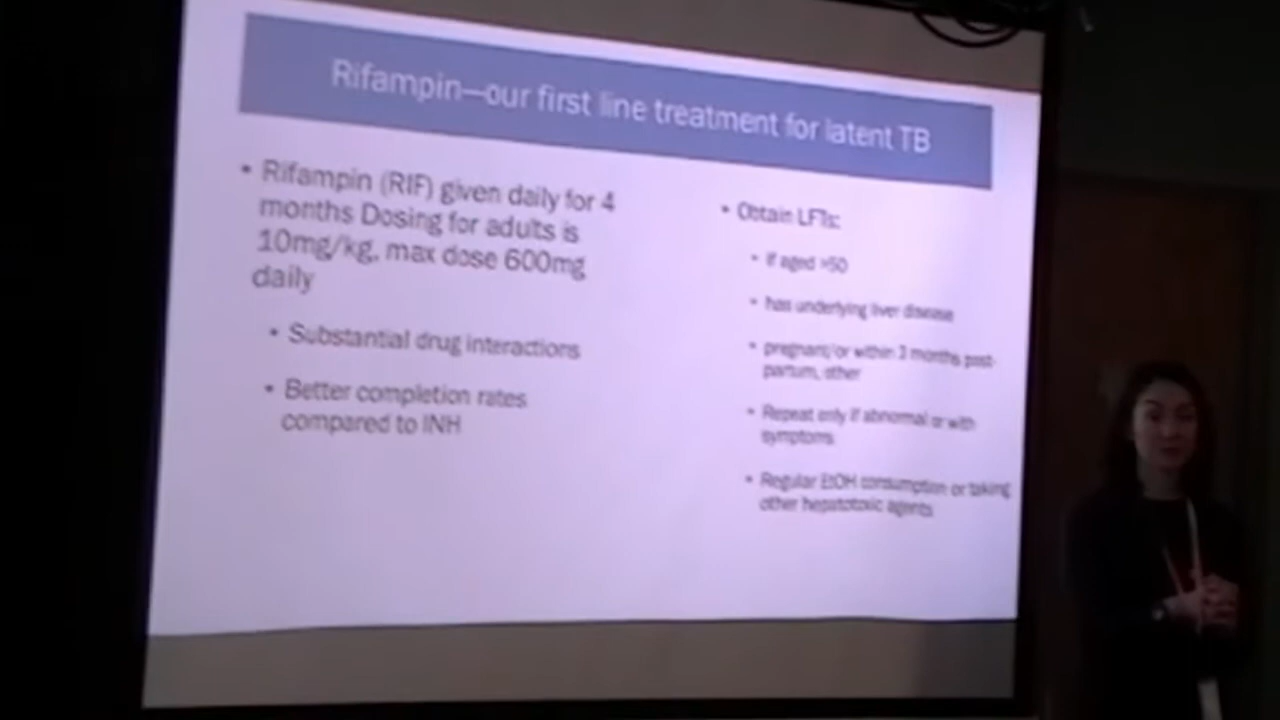 Rifampin—our first line treatment for latent TB
• Rifampin (RIF) given daily for 4
months Dosing for adults is
10mg/kg, max dose 600mg
daily
• Substantial drug interactions
• Better completion rates
compared to INH
• Obtain LFTs:
• If aged >50
• has underlying liver disease
• pregnant/or within 3 months post-
partum, other
• Repeat only if abnormal or with
symptoms
• Regular EtOH consumption or taking
other hepatotoxic agents